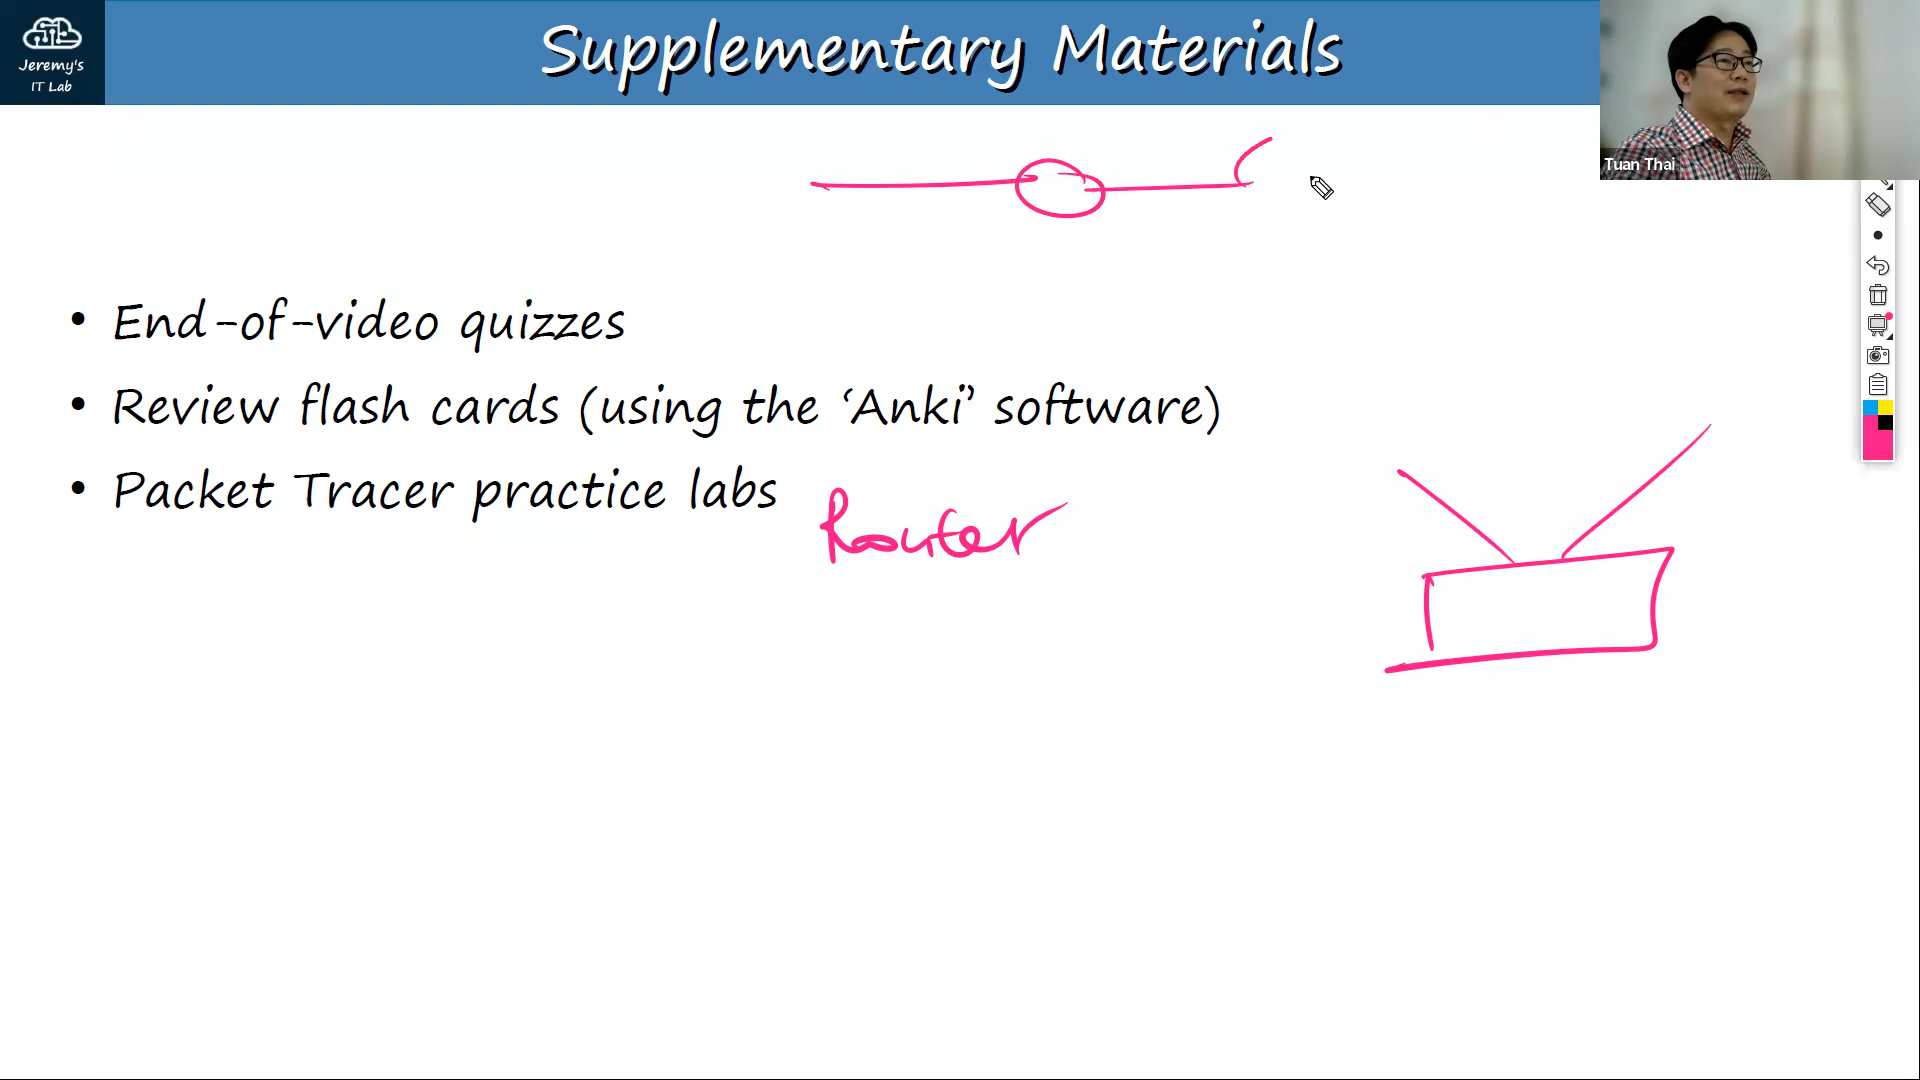 Jeremy's
IT Lab
Supplementary Materials
Tuan Thai
• End-of-video quizzes
• Review flash cards (using the ‘Anki’ software)
• Packet Tracer practice labs
Router